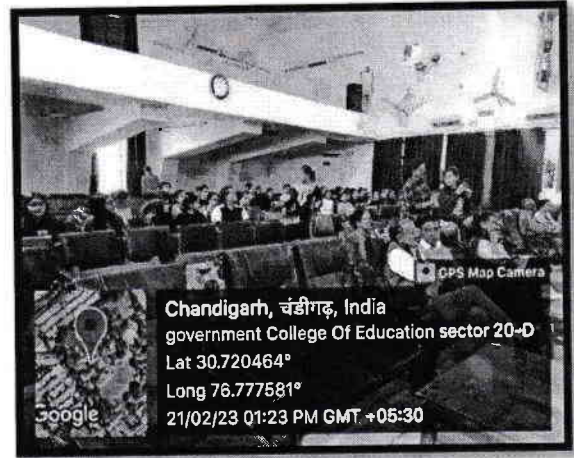 GPS Map Camera
Chandigarh, चंडीगढ़, India
government College Of Education sector 20-D
Lat 30.720464°
Long 76.777581°
21/02/23 01:23 PM GMT +05:30
Google